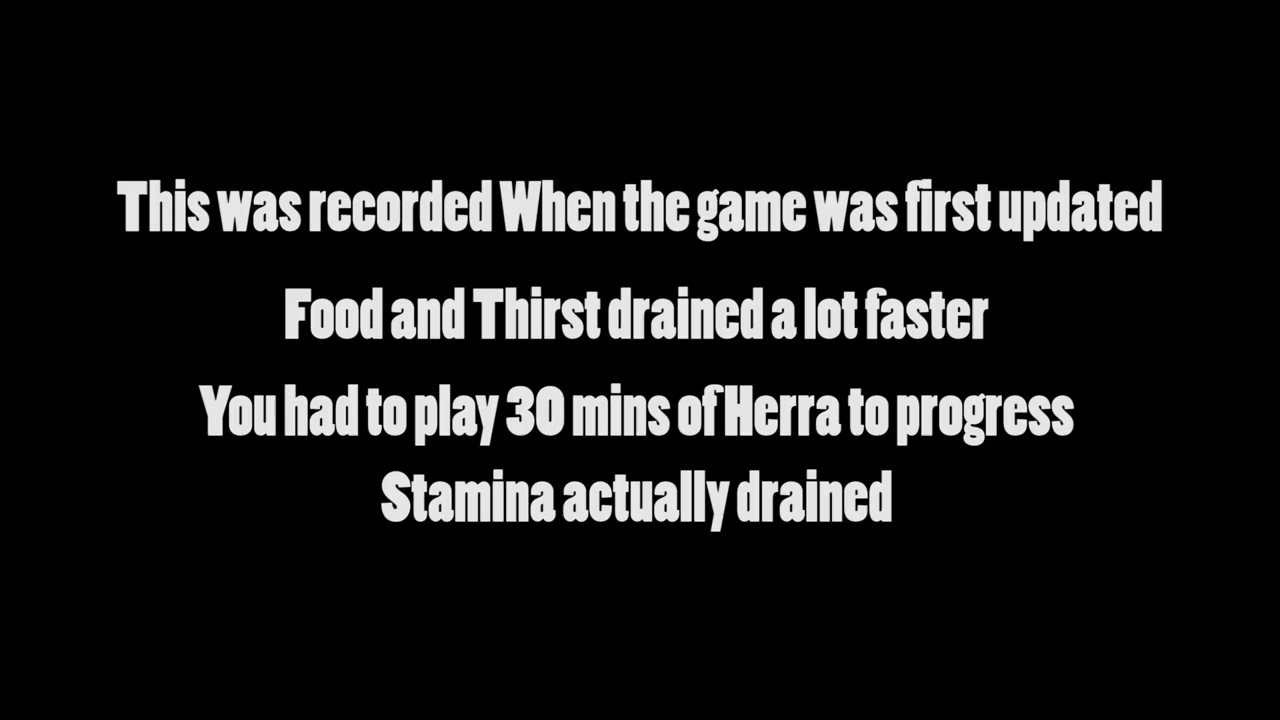 This was recorded When the game was first updated
Food and Thirst drained a lot faster
You had to play 30 mins of Herra to progress
Stamina actually drained